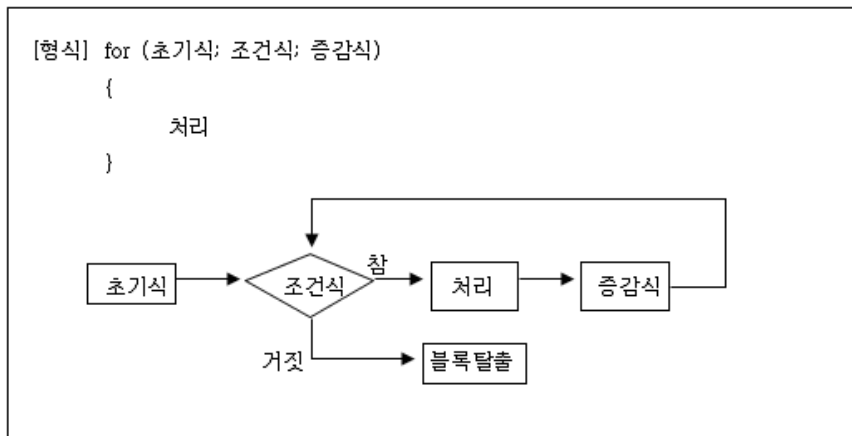 [형식] for (초기식; 조건식; 증감식)
{
처리
}
초기식
조건식
참
처리
증감식
거짓
블록탈출